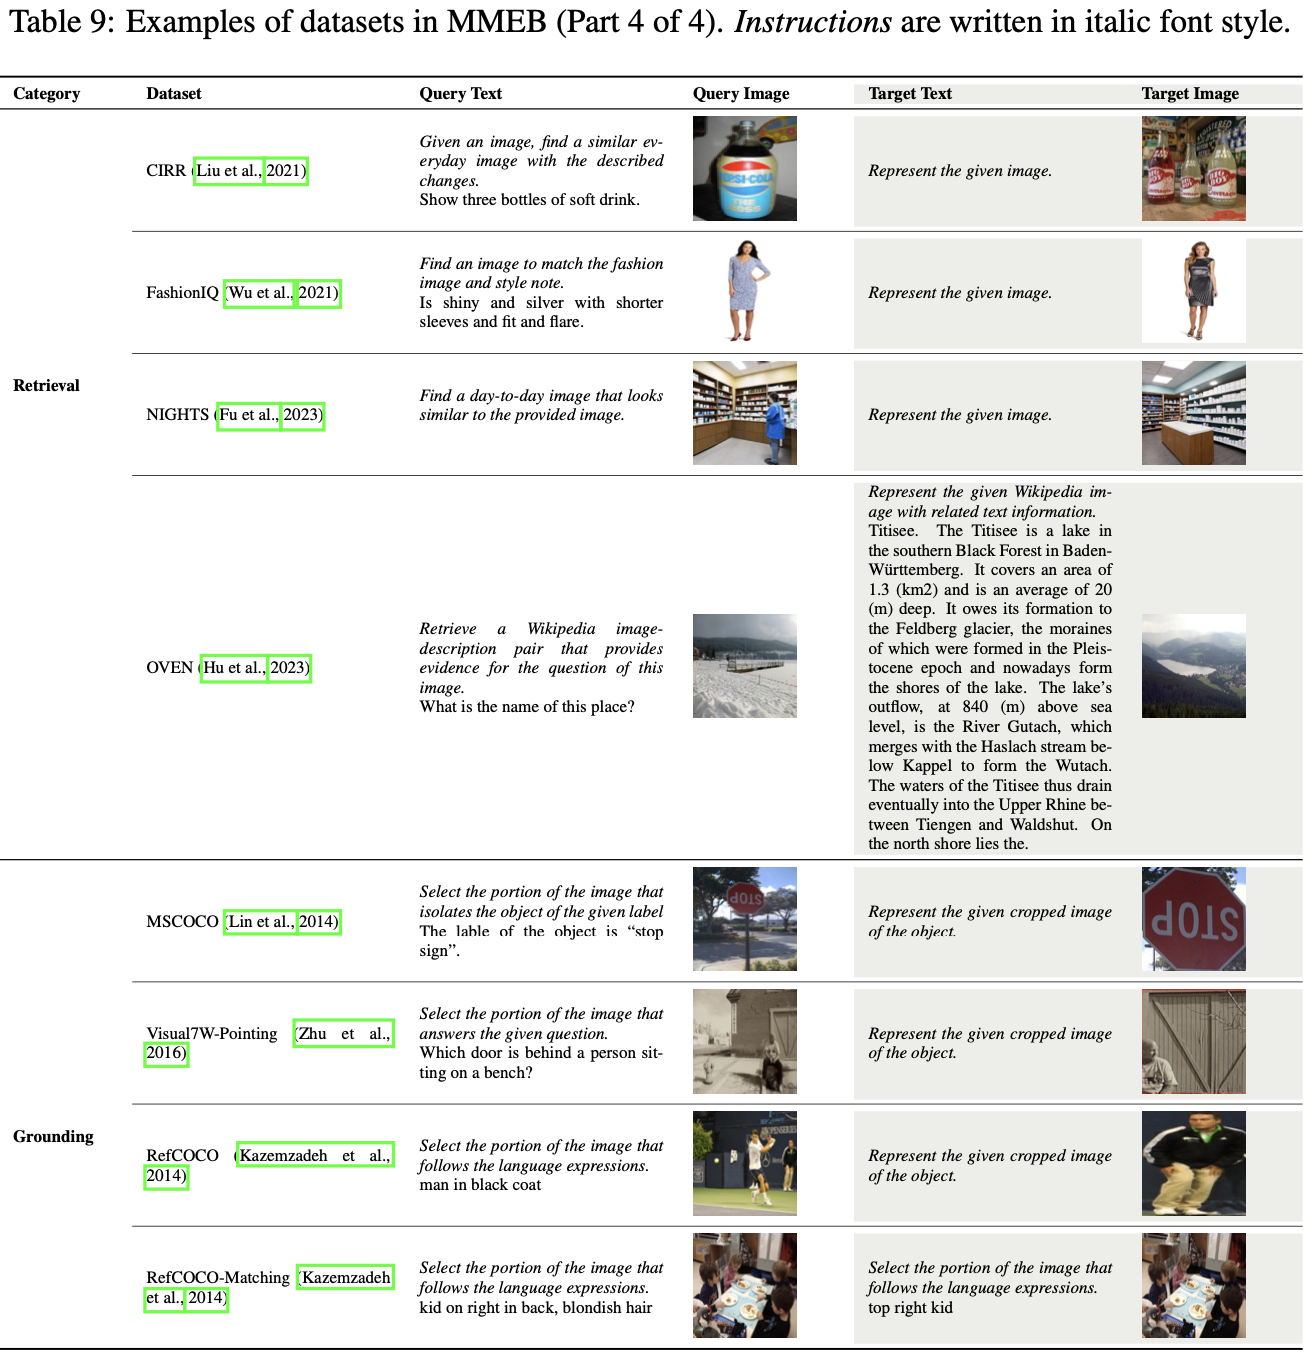 Table 9: Examples of datasets in MMEB (Part 4 of 4). Instructions are written in italic font style.
Category Dataset Query Text Query Image Target Text Target Image
Retrieval
CIRR (Liu et al., 2021)
Given an image, find a similar ev-
eryday image with the described
changes.
Show three bottles of soft drink.
PEPSI-COLA
THE
BOSS
Represent the given image.
BIG
BOY
FashionIQ (Wu et al., 2021)
Find an image to match the fashion
image and style note.
Is shiny and silver with shorter
sleeves and fit and flare.
Represent the given image.
NIGHTS (Fu et al., 2023)
Find a day-to-day image that looks
similar to the provided image.
Represent the given image.
OVEN (Hu et al., 2023)
Retrieve a Wikipedia image-
description pair that provides
evidence for the question of this
image.
What is the name of this place?
Represent the given Wikipedia im-
age with related text information.
Titisee. The Titisee is a lake in
the southern Black Forest in Baden-
Württemberg. It covers an area of
1.3 (km2) and is an average of 20
(m) deep. It owes its formation to
the Feldberg glacier, the moraines
of which were formed in the Pleis-
tocene epoch and nowadays form
the shores of the lake. The lake's
outflow, at 840 (m) above sea
level, is the River Gutach, which
merges with the Haslach stream be-
low Kappel to form the Wutach.
The waters of the Titisee thus drain
eventually into the Upper Rhine be-
tween Tiengen and Waldshut. On
the north shore lies the.
Grounding
MSCOCO (Lin et al., 2014)
Select the portion of the image that
isolates the object of the given label
The lable of the object is “stop
sign”.
STOP
Represent the given cropped image
of the object.
STOP
Visual7W-Pointing (Zhu et al.,
2016)
Select the portion of the image that
answers the given question.
Which door is behind a person sit-
ting on a bench?
Represent the given cropped image
of the object.
RefCOCO (Kazemzadeh et al.,
2014)
Select the portion of the image that
follows the language expressions.
man in black coat
Represent the given cropped image
of the object.
RefCOCO-Matching (Kazemzadeh
et al., 2014)
Select the portion of the image that
follows the language expressions.
kid on right in back, blondish hair
Select the portion of the image that
follows the language expressions.
top right kid